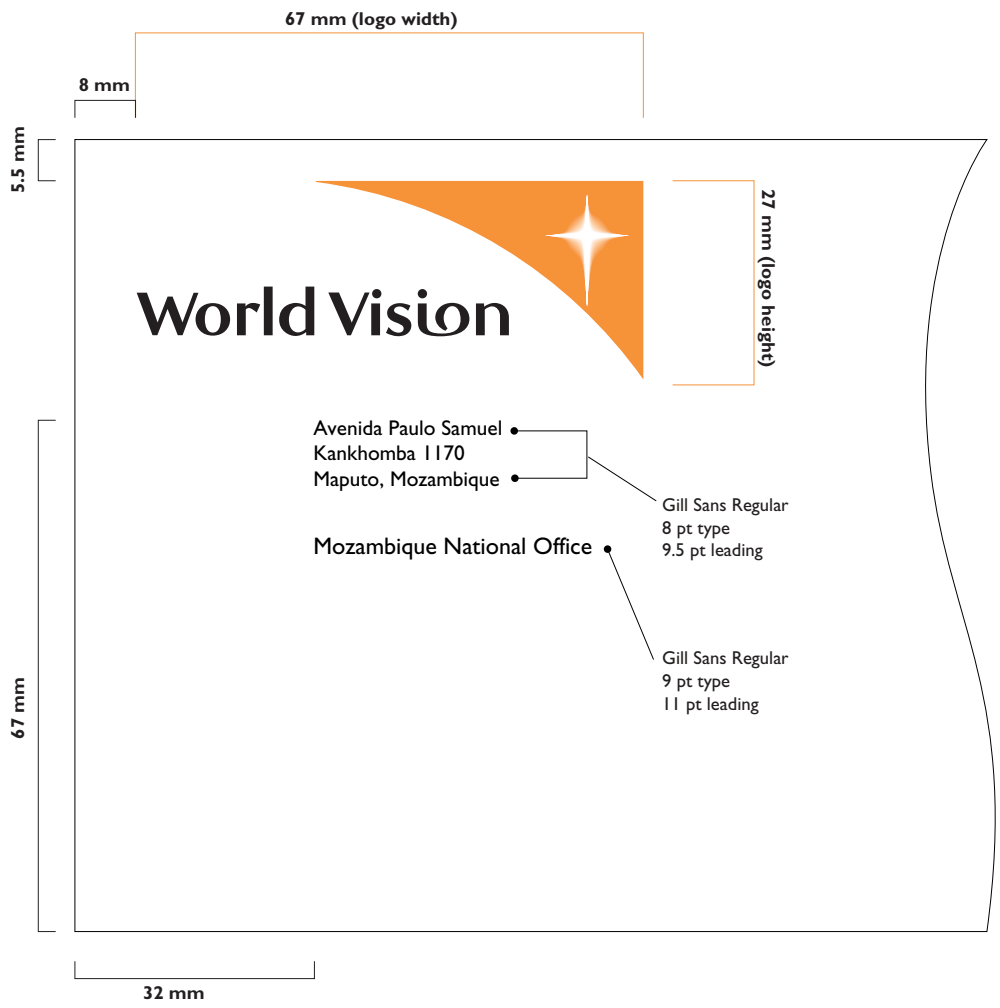 67 mm (logo width)
8 mm
5.5 mm
27 mm (logo height)
World Vision
Avenida Paulo Samuel
Kankhomba 1170
Maputo, Mozambique
Gill Sans Regular
8 pt type
9.5 pt leading
Mozambique National Office
Gill Sans Regular
9 pt type
11 pt leading
67 mm
32 mm